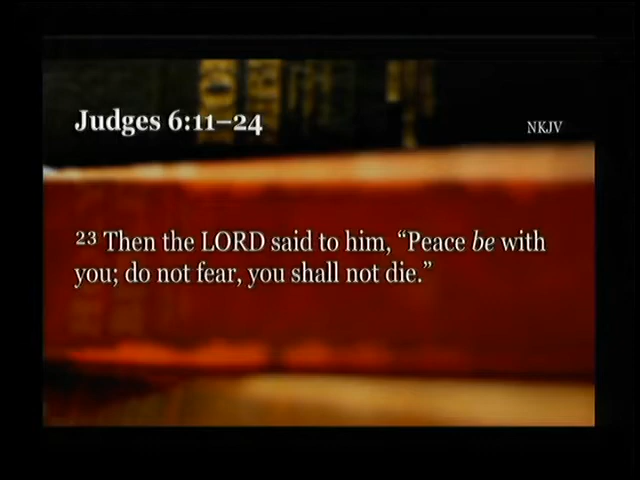 Judges 6:11–24
NKJV
23 Then the LORD said to him, “Peace be with
you; do not fear, you shall not die.”